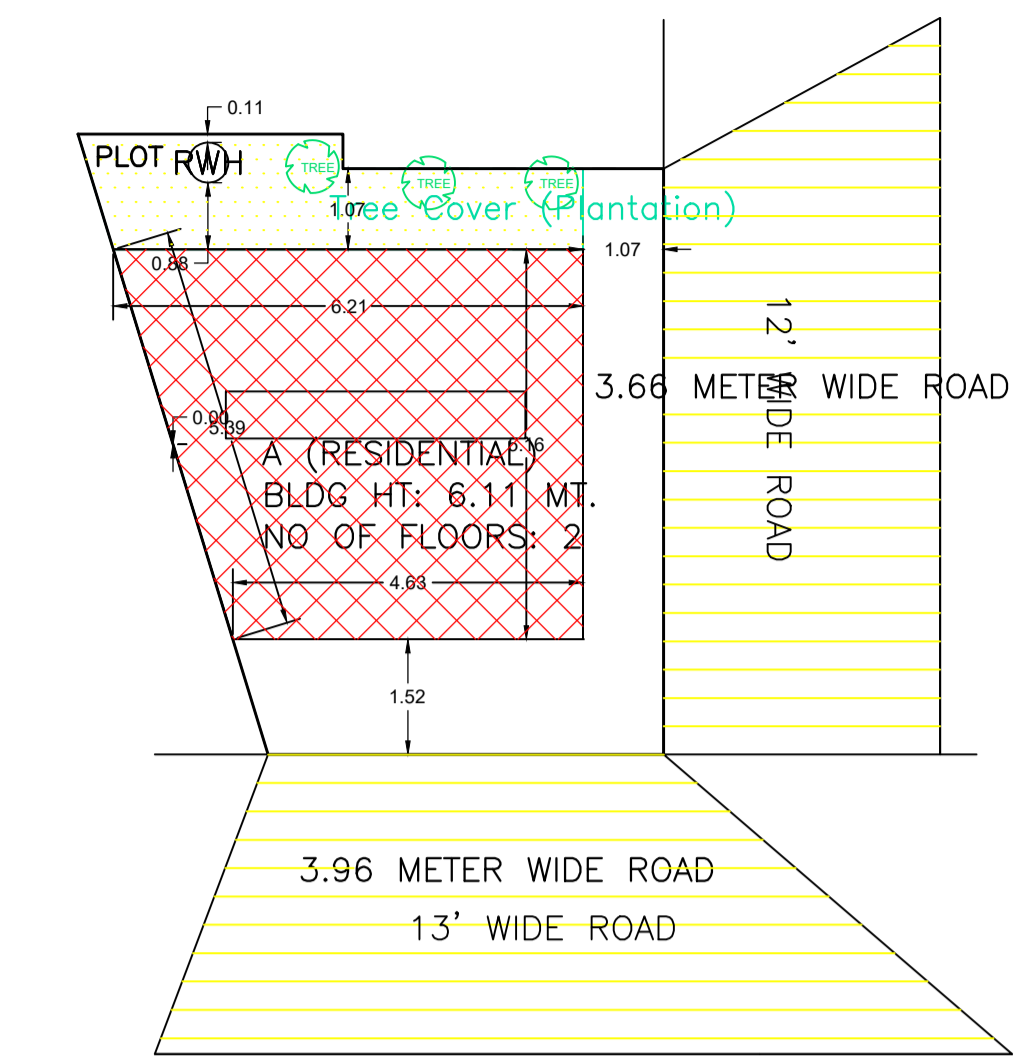 0.11
PLOT
RWH
TREE
TREE
TREE
Tree Cover (Plantation)
1.07
1.07
0.88
6.21
12' WIDE ROAD
3.66 METER WIDE ROAD
0.00
5.39
5.16
A (RESIDENTIAL)
BLDG HT: 6.11 MT.
NO OF FLOORS: 2
4.63
1.52
3.96 METER WIDE ROAD
13' WIDE ROAD